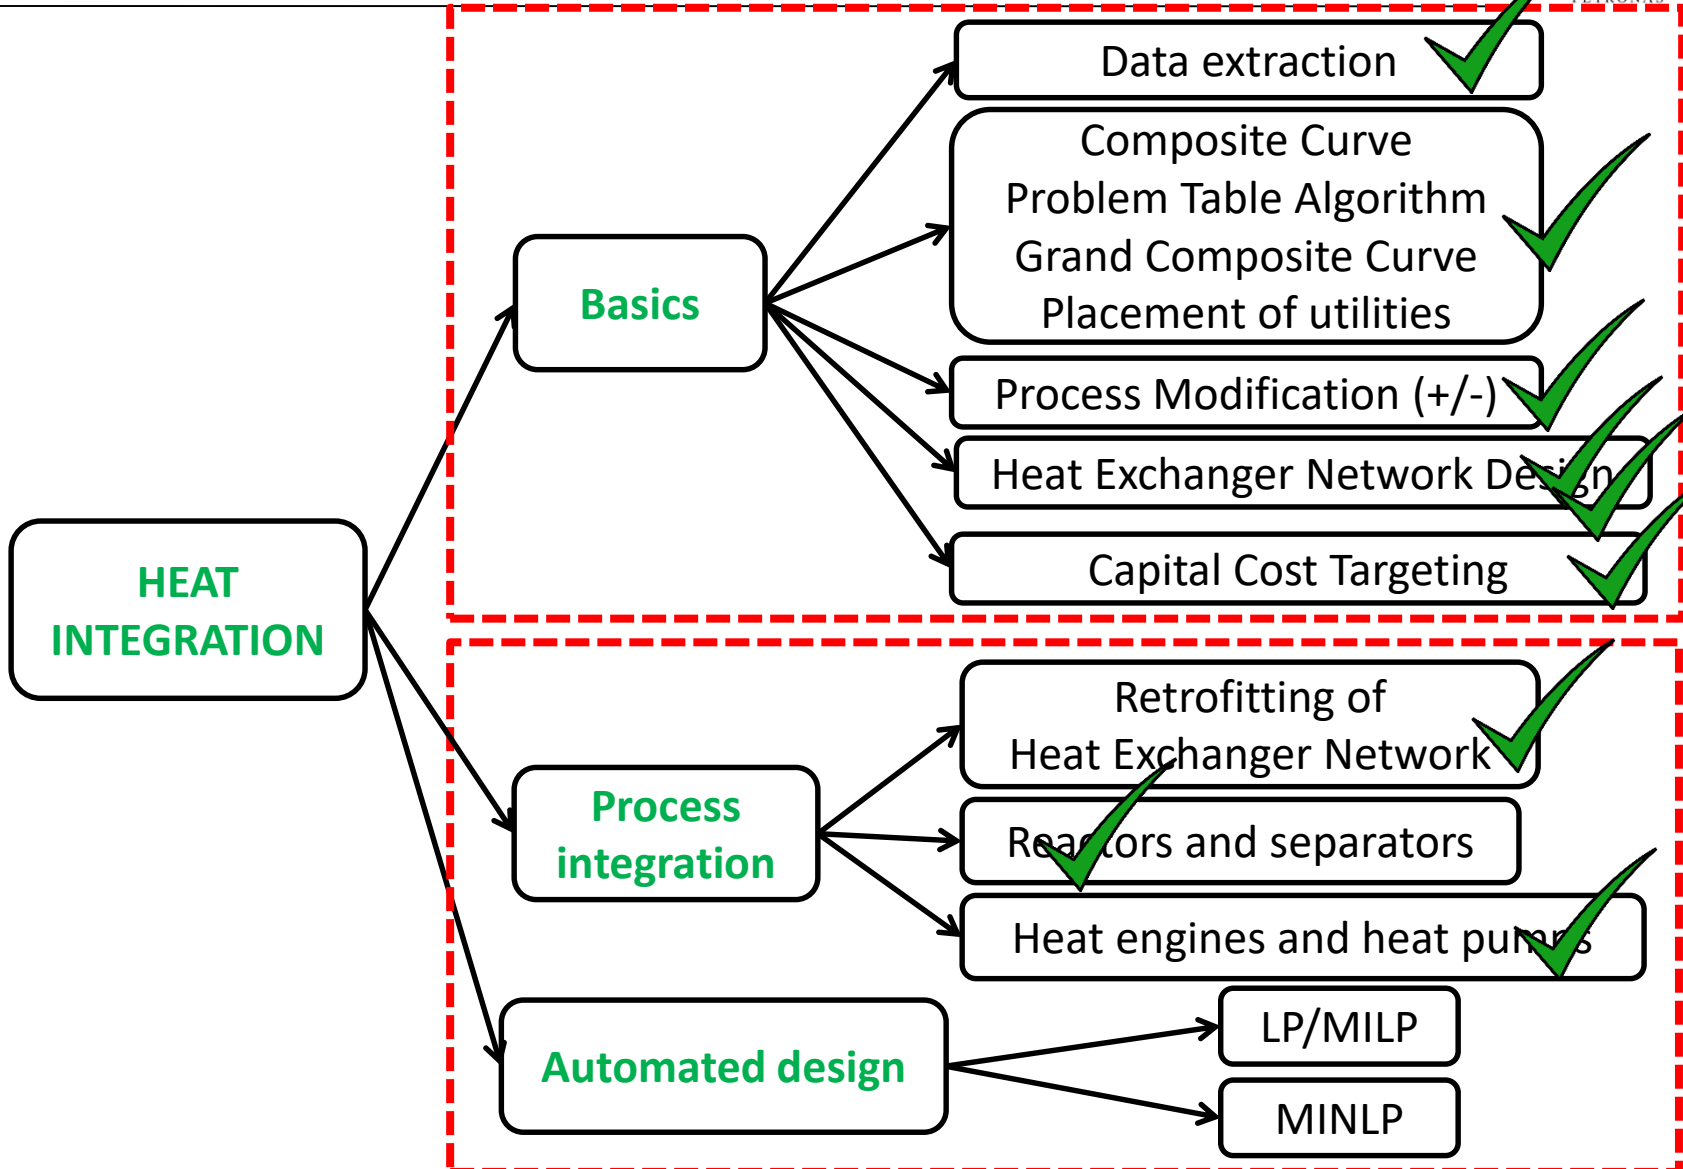 PETRONAS
Data extraction
Composite Curve
Problem Table Algorithm
Grand Composite Curve
Placement of utilities
Basics
Process Modification (+/-)
Heat Exchanger Network Design
Capital Cost Targeting
HEAT
INTEGRATION
Retrofitting of
Heat Exchanger Network
Process
integration
Reactors and separators
Heat engines and heat pumps
Automated design
LP/MILP
MINLP